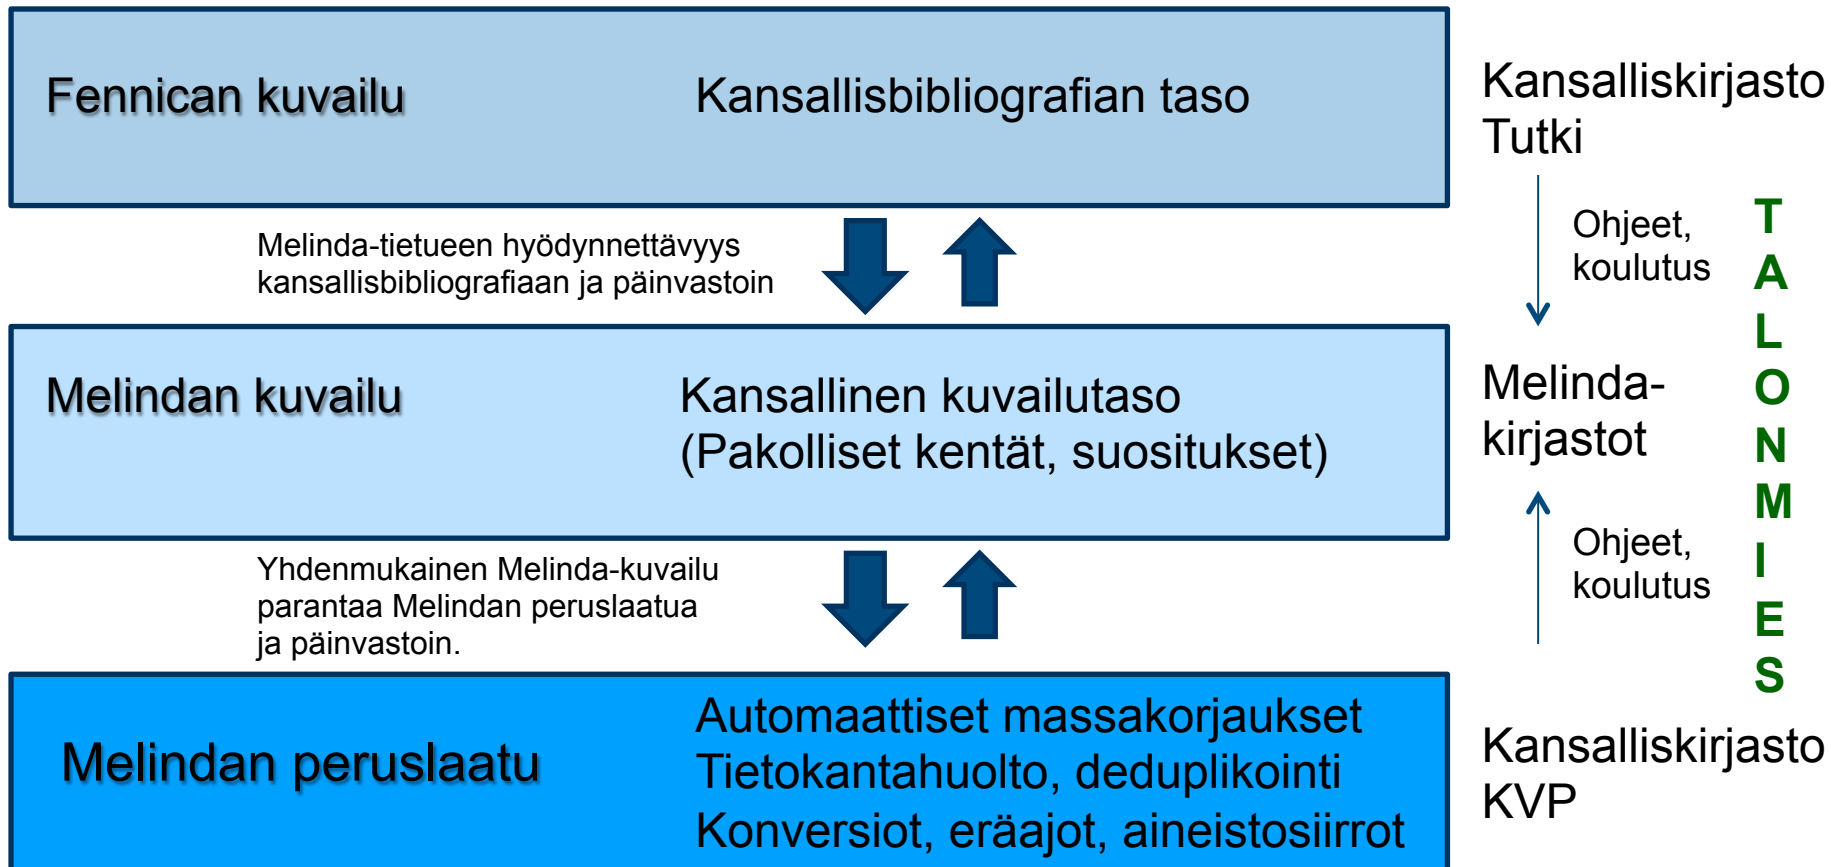 Fennican kuvailu
Kansallisbibliografian taso
Kansalliskirjasto
Tutki
Melinda-tietueen hyödynnettävyys
kansallisbibliografiaan ja päinvastoin
Ohjeet,
koulutus
Melindan kuvailu
Kansallinen kuvailutaso
(Pakolliset kentät, suositukset)
Melinda-
kirjastot
Yhdenmukainen Melinda-kuvailu
parantaa Melindan peruslaatua
ja päinvastoin.
Ohjeet,
koulutus
Melindan peruslaatu
Automaattiset massakorjaukset
Tietokantahuolto, deduplikointi
Konversiot, eräajot, aineistosiirrot
Kansalliskirjasto
KVP
T
A
L
O
N
M
I
E
S